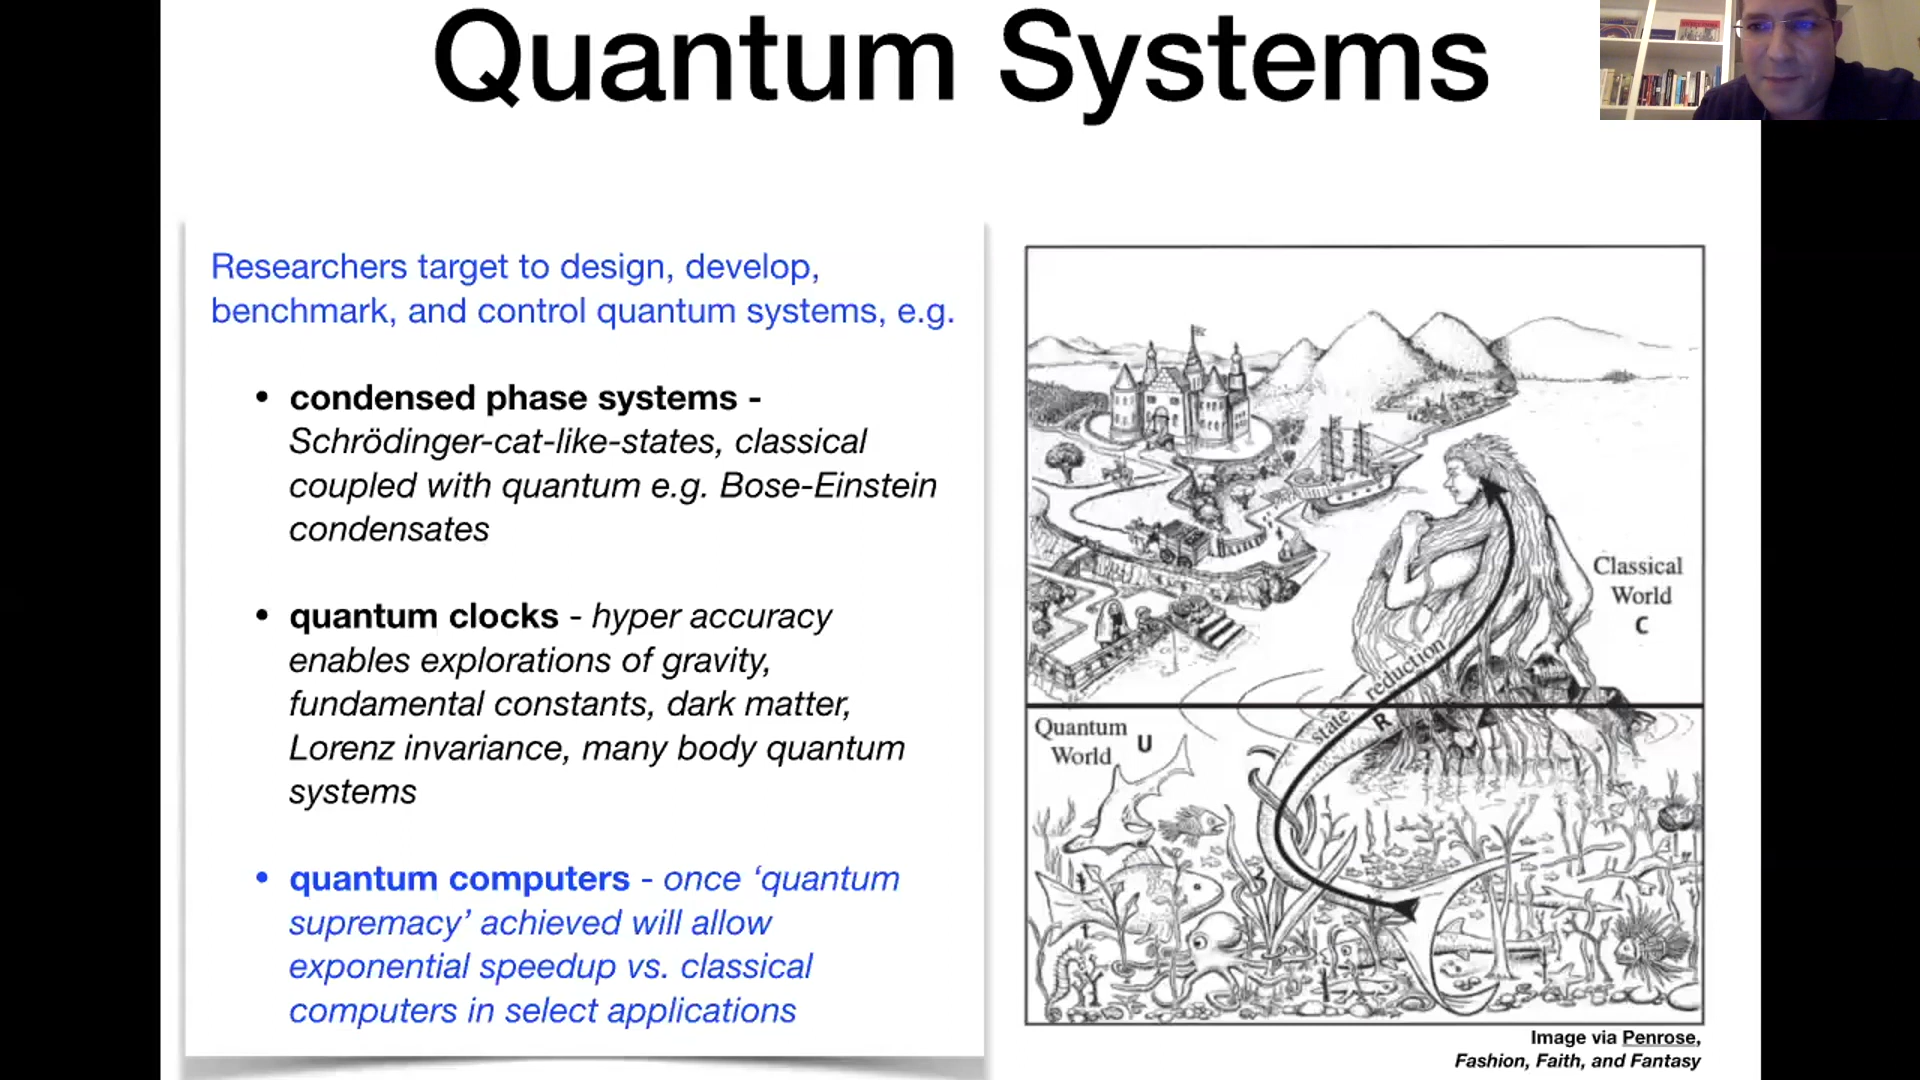 Quantum Systems
Researchers target to design, develop,
benchmark, and control quantum systems, e.g.
• condensed phase systems -
Schrödinger-cat-like-states, classical
coupled with quantum e.g. Bose-Einstein
condensates
• quantum clocks - hyper accuracy
enables explorations of gravity,
fundamental constants, dark matter,
Lorenz invariance, many body quantum
systems
• quantum computers - once ‘quantum
supremacy’ achieved will allow
exponential speedup vs. classical
computers in select applications
Classical
World
C
state reduction
R
Quantum
World U
Image via Penrose,
Fashion, Faith, and Fantasy